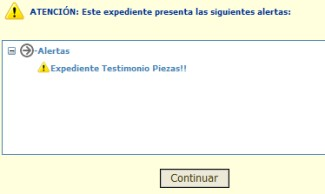 ATENCIÓN: Este expediente presenta las siguientes alertas:
Alertas
Expediente Testimonio Piezas!!
Continuar